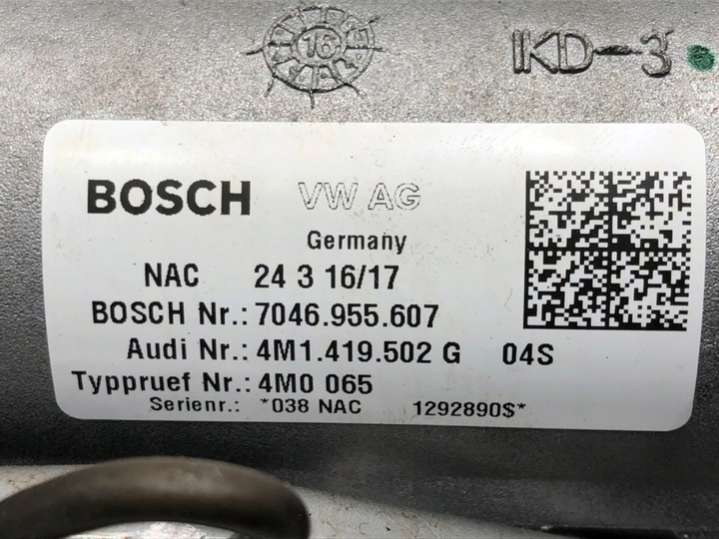 16
IKD-3
BOSCH VW AG
Germany
NAC 24 3 16/17
BOSCH Nr.: 7046.955.607
Audi Nr.: 4M1.419.502 G 04S
Typpruef Nr.: 4M0 065
Serienr.: *038 NAC 1292890$*